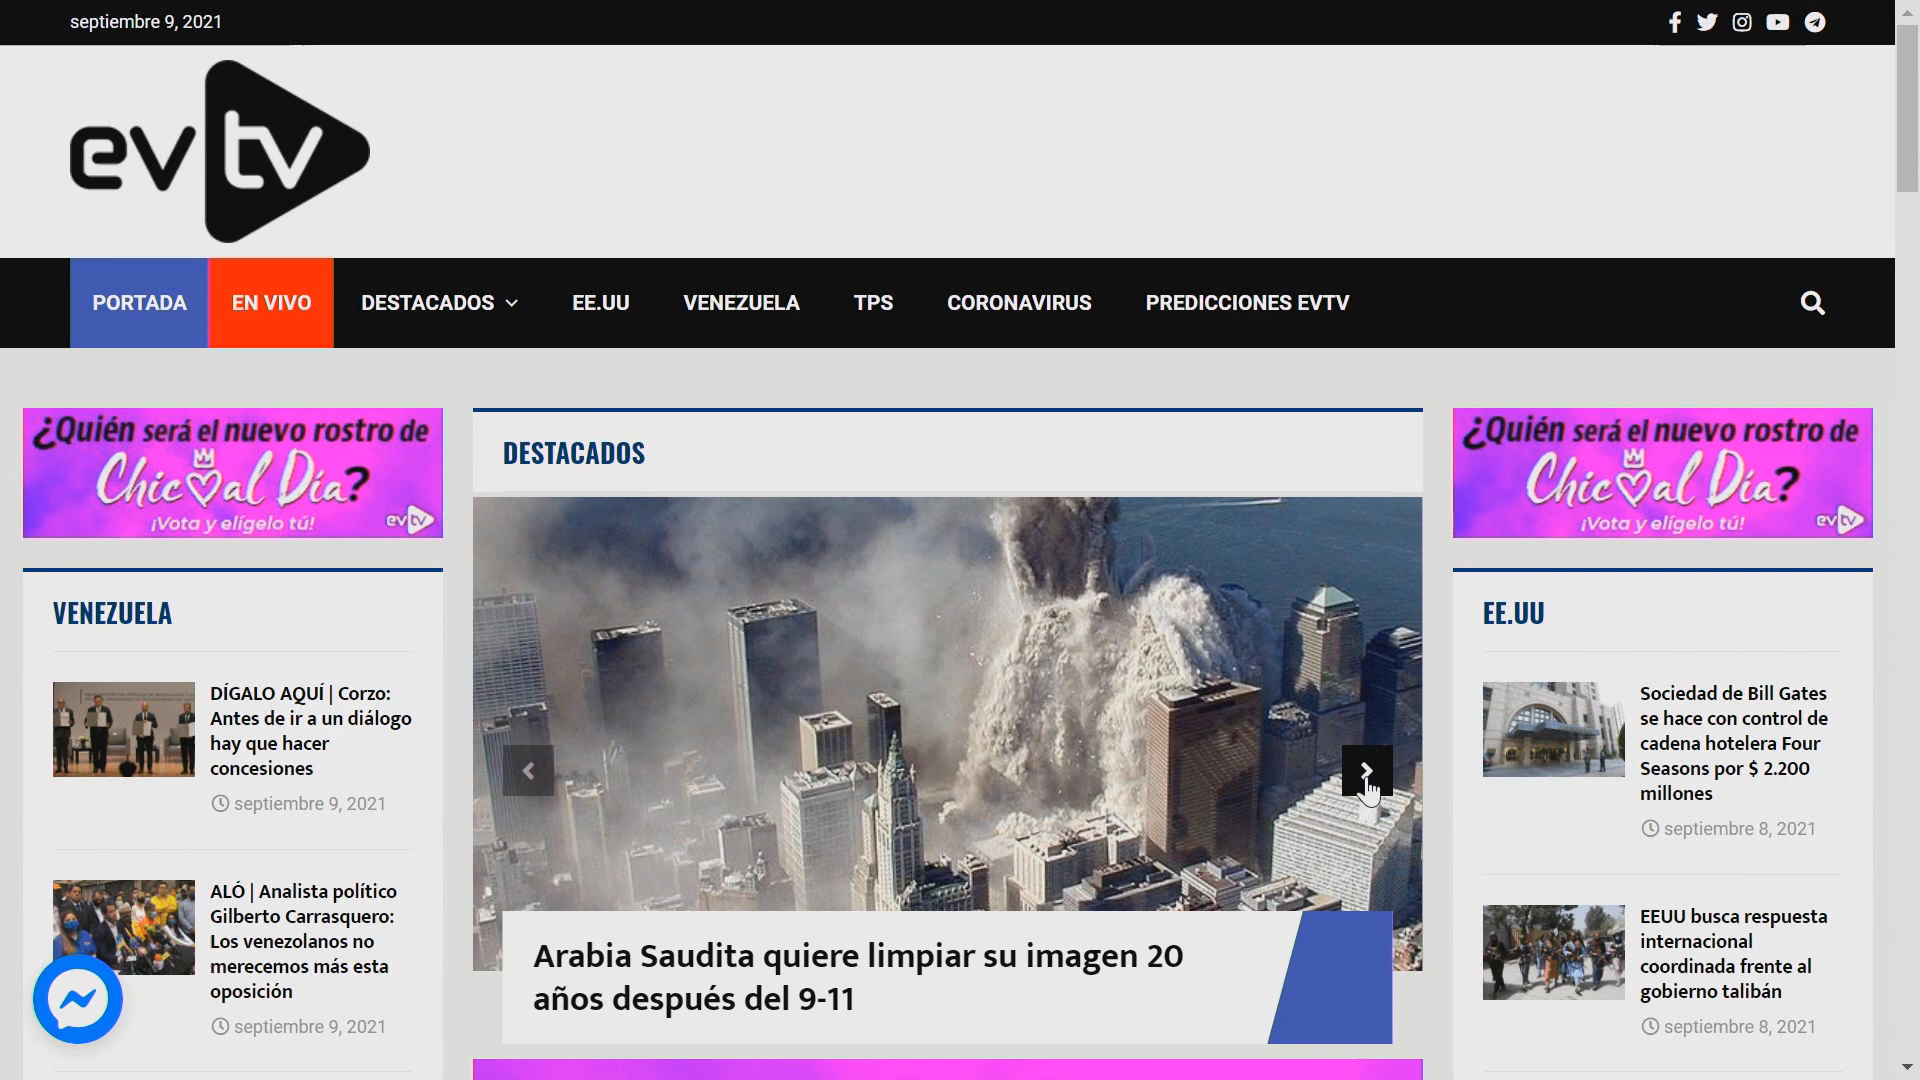 septiembre 9, 2021
evtv
PORTADA
EN VIVO
DESTACADOS
EE.UU
VENEZUELA
TPS
CORONAVIRUS
PREDICCIONES EVTV
¿Quién será el nuevo rostro de
Chic al Día?
¡Vota y elígelo tú!
evtv
VENEZUELA
DÍGALO AQUÍ | Corzo:
Antes de ir a un diálogo
hay que hacer
concesiones
septiembre 9, 2021
ALÓ | Analista político
Gilberto Carrasquero:
Los venezolanos no
merecemos más esta
oposición
septiembre 9, 2021
DESTACADOS
Arabia Saudita quiere limpiar su imagen 20
años después del 9-11
¿Quién será el nuevo rostro de
Chic al Día?
¡Vota y elígelo tú!
evtv
EE.UU
Sociedad de Bill Gates
se hace con control de
cadena hotelera Four
Seasons por $ 2.200
millones
septiembre 8, 2021
EEUU busca respuesta
internacional
coordinada frente al
gobierno talibán
septiembre 8, 2021